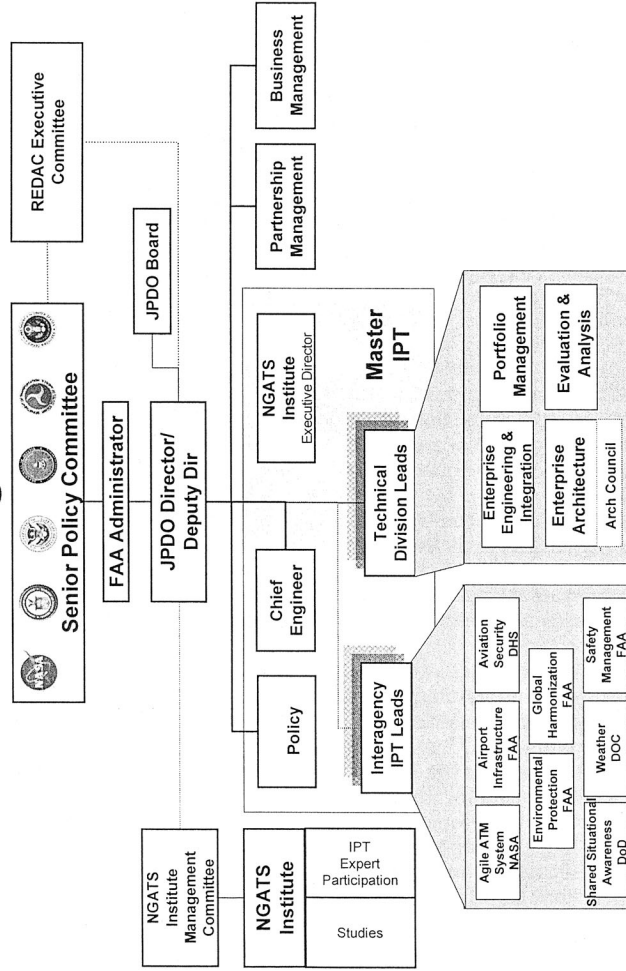 Senior Policy Committee
NASA
REDAC Executive
Committee
FAA Administrator
JPDO Board
JPDO Director/
Deputy Dir
NGATS
Institute
Management
Committee
NGATS
Institute
Studies
IPT
Expert
Participation
Policy
Chief
Engineer
NGATS
Institute
Executive Director
Partnership
Management
Business
Management
Master
IPT
Interagency
IPT Leads
Technical
Division Leads
Agile ATM
System
NASA
Airport
Infrastructure
FAA
Aviation
Security
DHS
Environmental
Protection
FAA
Global
Harmonization
FAA
Shared Situational
Awareness
DoD
Weather
DOC
Safety
Management
FAA
Enterprise
Engineering &
Integration
Portfolio
Management
Enterprise
Architecture
Arch Council
Evaluation &
Analysis